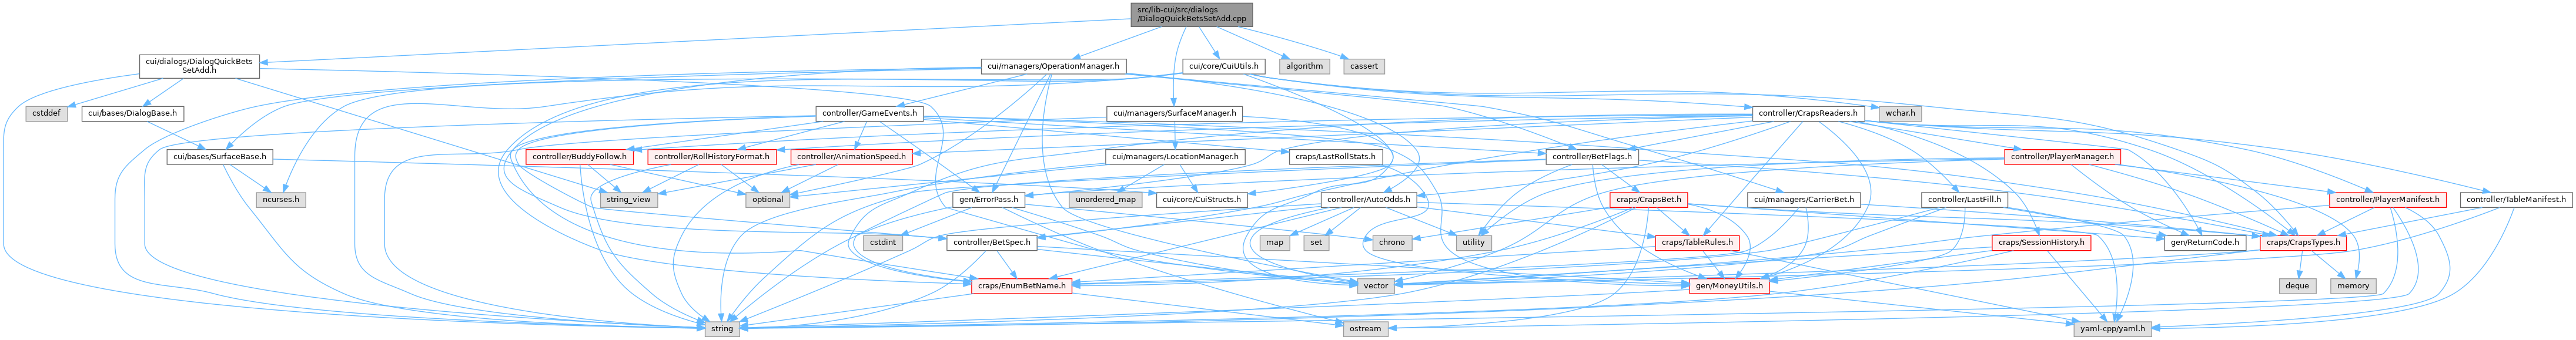 src/lib-cui/src/dialogs
/DialogQuickBetsSetAdd.cpp
cui/dialogs/DialogQuickBets
SetAdd.h
cui/managers/OperationManager.h
cui/core/CuiUtils.h
algorithm
cassert
cstddef
cui/bases/DialogBase.h
controller/GameEvents.h
cui/managers/SurfaceManager.h
controller/CrapsReaders.h
wchar.h
cui/bases/SurfaceBase.h
controller/BuddyFollow.h
controller/RollHistoryFormat.h
controller/AnimationSpeed.h
cui/managers/LocationManager.h
craps/LastRollStats.h
controller/BetFlags.h
controller/PlayerManager.h
ncurses.h
string_view
optional
gen/ErrorPass.h
unordered_map
cui/core/CuiStructs.h
controller/AutoOdds.h
craps/CrapsBet.h
cui/managers/CarrierBet.h
controller/LastFill.h
controller/PlayerManifest.h
controller/TableManifest.h
cstdint
controller/BetSpec.h
map
set
chrono
utility
craps/TableRules.h
craps/SessionHistory.h
gen/ReturnCode.h
craps/CrapsTypes.h
craps/EnumBetName.h
vector
gen/MoneyUtils.h
deque
memory
string
ostream
yaml-cpp/yaml.h